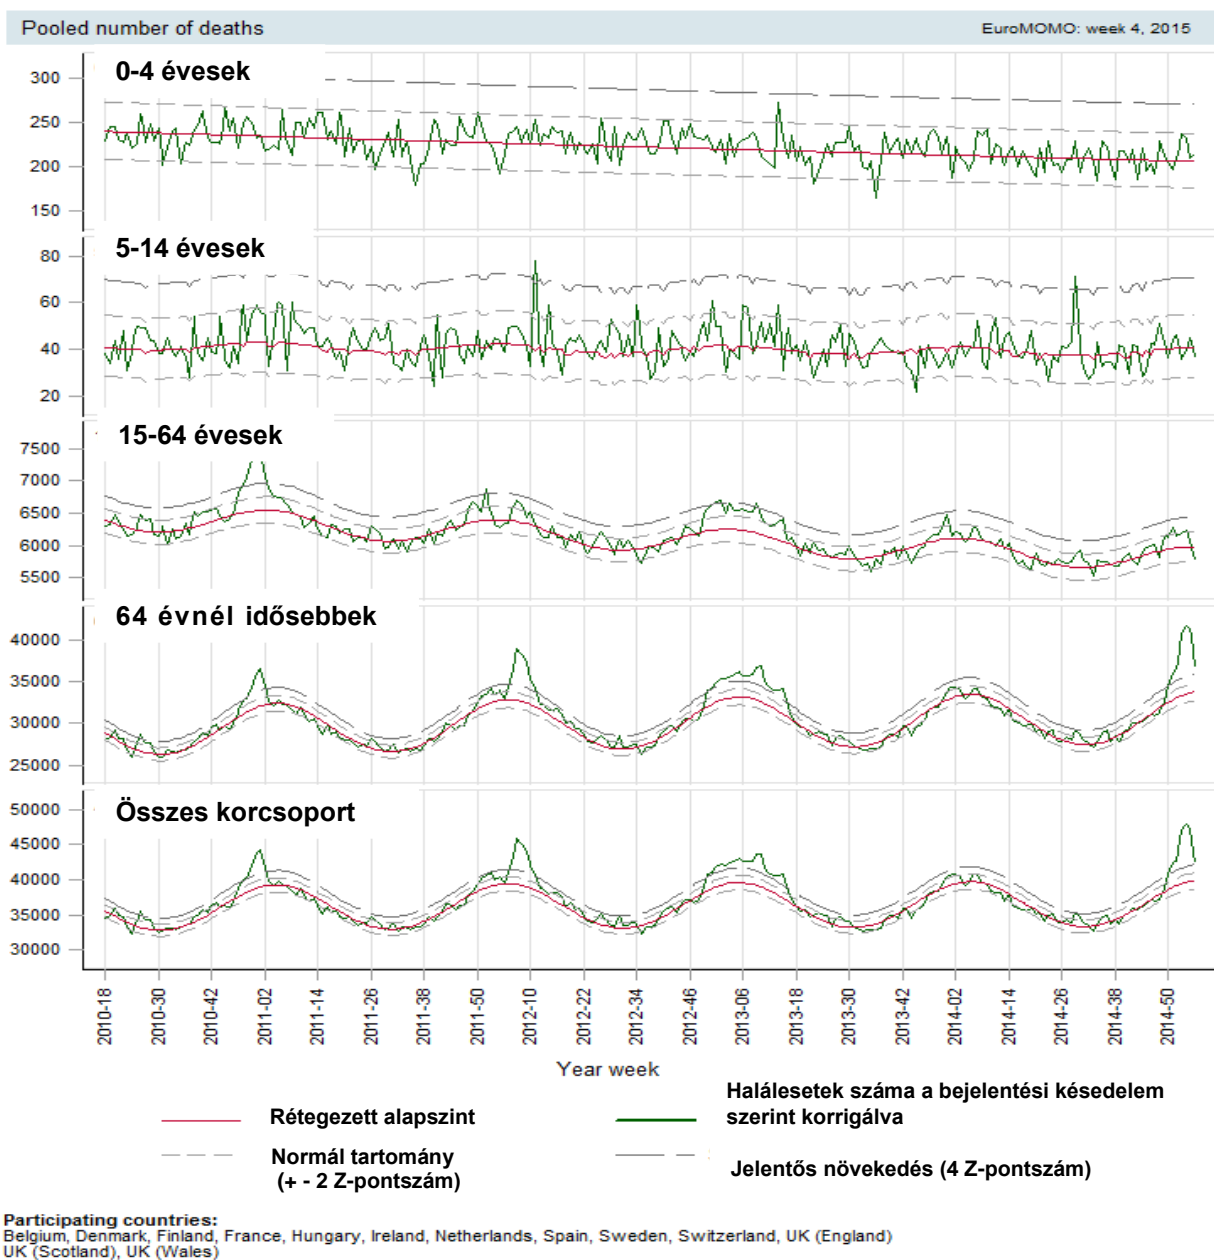 Pooled number of deaths
EuroMOMO: week 4, 2015
0-4 évesek
300
250
200
150
5-14 évesek
80
60
40
20
15-64 évesek
7500
7000
6500
6000
5500
64 évnél idősebbek
40000
35000
30000
25000
Összes korcsoport
50000
45000
40000
35000
30000
2010-18
2010-30
2010-42
2011-02
2011-14
2011-26
2011-38
2011-50
2012-10
2012-22
2012-34
2012-46
2013-06
2013-18
2013-30
2013-42
2014-02
2014-14
2014-26
2014-38
2014-50
Year week
Rétegezett alapszint
Halálesetek száma a bejelentési késedelem
szerint korrigálva
Normál tartomány
(+ - 2 Z-pontszám)
Jelentős növekedés (4 Z-pontszám)
Participating countries:
Belgium, Denmark, Finland, France, Hungary, Ireland, Netherlands, Spain, Sweden, Switzerland, UK (England)
UK (Scotland), UK (Wales)